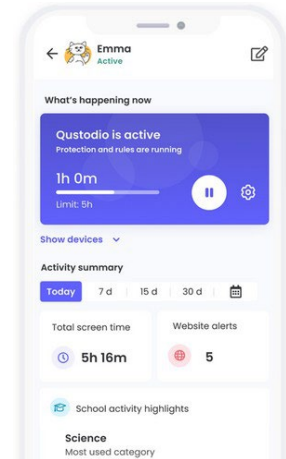 Emma
Active
What's happening now
Qustodio is active
Protection and rules are running
1h 0m
Limit: 5h
Show devices
Activity summary
Today 7 d 15 d 30 d
Total screen time Website alerts
5h 16m 5
School activity highlights
Science
Most used category